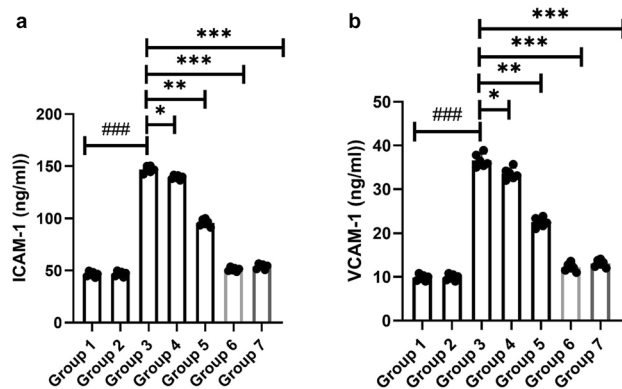 a
***
***
**
*
###
ICAM-1 (ng/ml))
200
150
100
50
0
Group 1
Group 2
Group 3
Group 4
Group 5
Group 6
Group 7
b
***
***
**
*
###
VCAM-1 (ng/ml))
50
40
30
20
10
0
Group 1
Group 2
Group 3
Group 4
Group 5
Group 6
Group 7